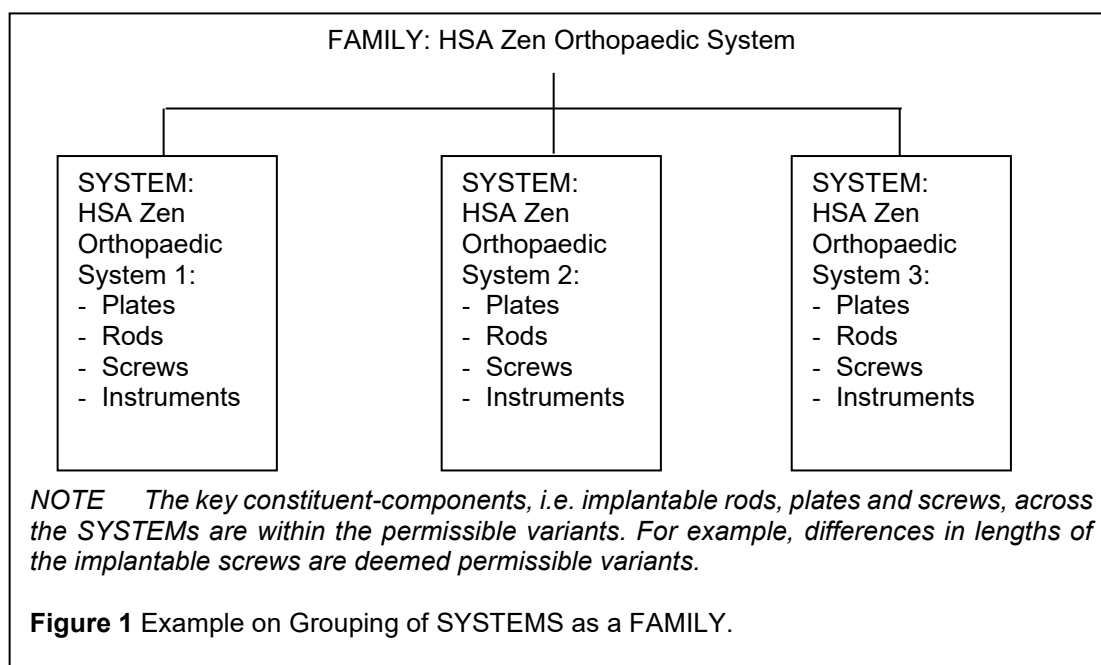 FAMILY: HSA Zen Orthopaedic System
SYSTEM:
HSA Zen
Orthopaedic
System 1:
- Plates
- Rods
- Screws
- Instruments
SYSTEM:
HSA Zen
Orthopaedic
System 2:
- Plates
- Rods
- Screws
- Instruments
SYSTEM:
HSA Zen
Orthopaedic
System 3:
- Plates
- Rods
- Screws
- Instruments
NOTE The key constituent-components, i.e. implantable rods, plates and screws, across
the SYSTEMs are within the permissible variants. For example, differences in lengths of
the implantable screws are deemed permissible variants.
Figure 1 Example on Grouping of SYSTEMS as a FAMILY.